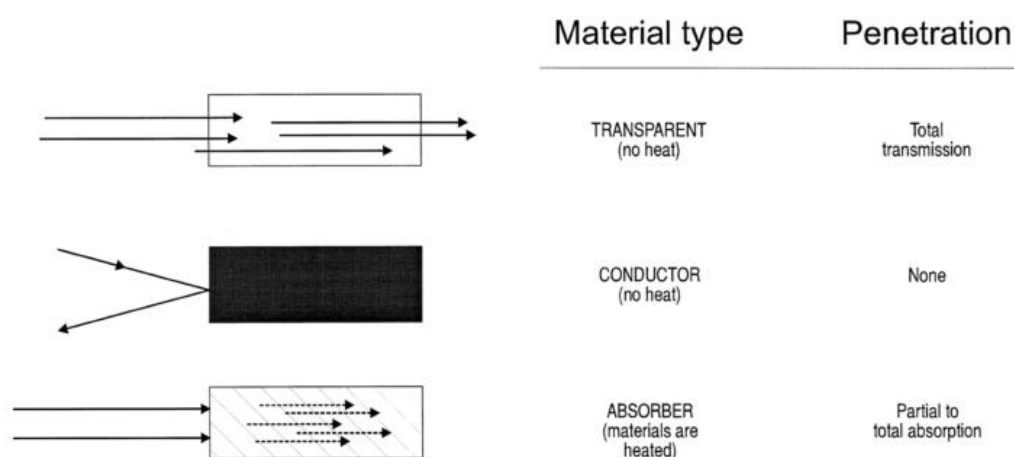 Material type Penetration
TRANSPARENT Total
(no heat) transmission
CONDUCTOR None
(no heat)
ABSORBER Partial to
(materials are total absorption
heated)